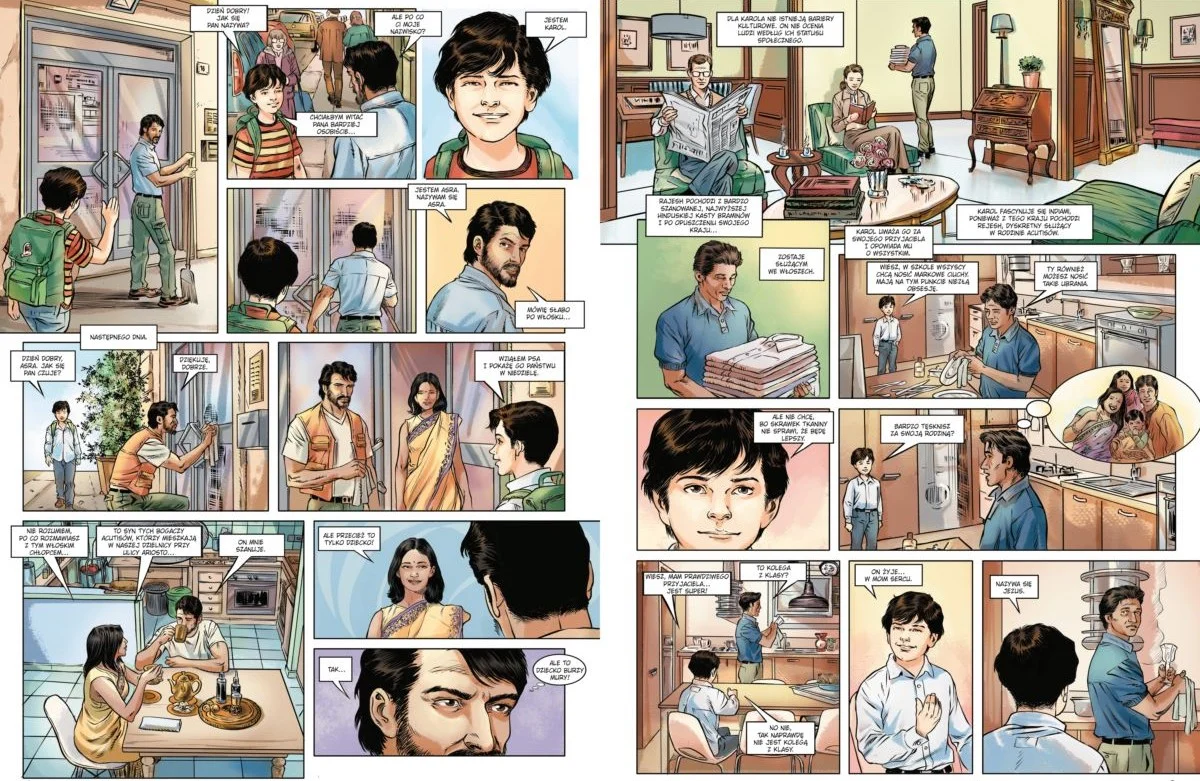 DZIEŃ DOBRY!
JAK SIĘ
PAN NAZYWA?
ALE PO CO
CI MOJE
NAZWISKO?
CHCIAŁBYM WITAĆ
PANA BARDZIEJ
OSOBIŚCIE...
JESTEM
KAROL.
JESTEM ASRA.
NAZYWAM SIĘ
ASRA.
MÓWIĘ SŁABO
PO WŁOSKU...
NASTĘPNEGO DNIA.
DZIEŃ DOBRY,
ASRA. JAK SIĘ
PAN CZUJE?
DZIĘKUJĘ,
DOBRZE.
WZIĄŁEM PSA
I POKAŻĘ GO PAŃSTWU
W NIEDZIELĘ.
NIE ROZUMIEM,
PO CO ROZMAWIASZ
Z TYM WŁOSKIM
CHŁOPCEM...
TO SYN TYCH BOGACZY
ACUTISÓW, KTÓRZY MIESZKAJĄ
W NASZEJ DZIELNICY PRZY
ULICY ARIOSTO...
ON MNIE
SZANUJE.
ALE PRZECIEŻ TO
TYLKO DZIECKO!
TAK...
ALE TO
DZIECKO BURZY
MURY!
DLA KAROLA NIE ISTNIEJĄ BARIERY
KULTUROWE. ON NIE OCENIA
LUDZI WEDŁUG ICH STATUSU
SPOŁECZNEGO.
RAJESH POCHODZI Z BARDZO
SZANOWANEJ, NAJWYŻSZEJ
HINDUSKIEJ KASTY BRAMINÓW
I PO OPUSZCZENIU SWOJEGO
KRAJU...
KAROL FASCYNUJE SIĘ INDIAMI,
PONIEWAŻ Z TEGO KRAJU POCHODZI
REJESH, DYSKRETNY SŁUŻĄCY
W RODZINIE ACUTISÓW.
ZOSTAJE
SŁUŻĄCYM
WE WŁOSZECH.
KAROL UWAŻA GO ZA
SWOJEGO PRZYJACIELA
I OPOWIADA MU
O WSZYSTKIM.
WIESZ, W SZKOLE WSZYSCY
CHCĄ NOSIĆ MARKOWE CIUCHY.
MAJĄ NA TYM PUNKCIE NIEZŁĄ
OBSESJĘ.
TY RÓWNIEŻ
MOŻESZ NOSIĆ
TAKIE UBRANIA.
ALE NIE CHCĘ,
BO SKRAWEK TKANINY
NIE SPRAWI, ŻE BĘDĘ
LEPSZY.
BARDZO TĘSKNISZ
ZA SWOJĄ RODZINĄ?
WIESZ, MAM PRAWDZIWEGO
PRZYJACIELA...
JEST SUPER!
TO KOLEGA
Z KLASY?
NO NIE,
TAK NAPRAWDĘ
NIE JEST KOLEGĄ
Z KLASY.
ON ŻYJE...
W MOIM SERCU.
NAZYWA SIĘ
JEZUS.